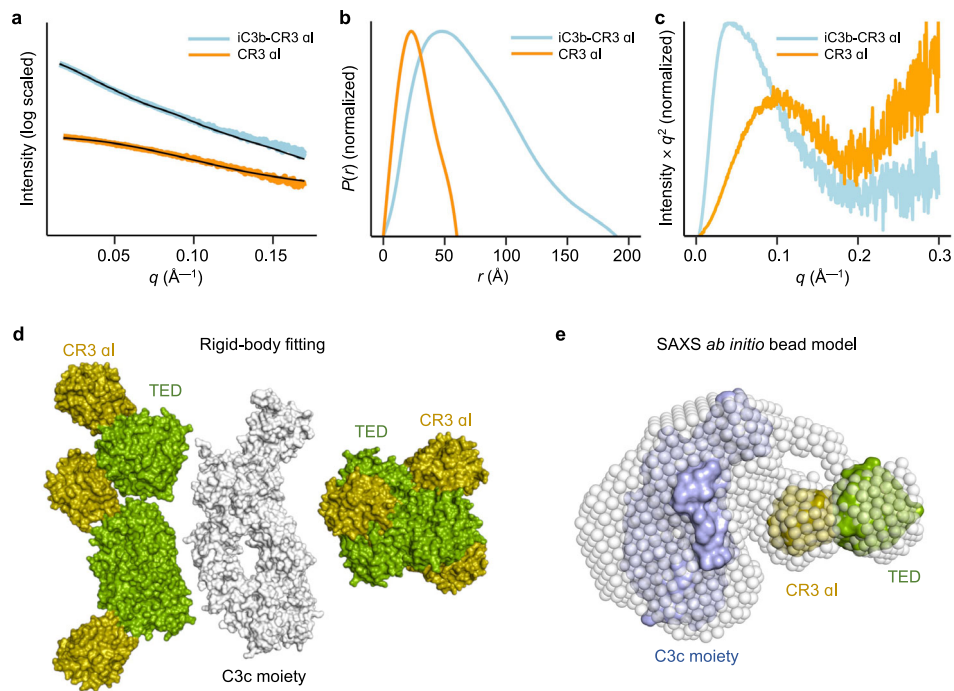 a
iC3b-CR3 αI
CR3 αI
Intensity (log scaled)
0.05
0.10
0.15
q (Å—1)
b
iC3b-CR3 αI
CR3 αI
P(r) (normalized)
0
50
100
150
200
r (Å)
c
iC3b-CR3 αI
CR3 αI
Intensity × q² (normalized)
0.0
0.1
0.2
0.3
q (Å—1)
d
CR3 αI
Rigid-body fitting
TED
TED
CR3 αI
C3c moiety
e
SAXS ab initio bead model
CR3 αI
TED
C3c moiety